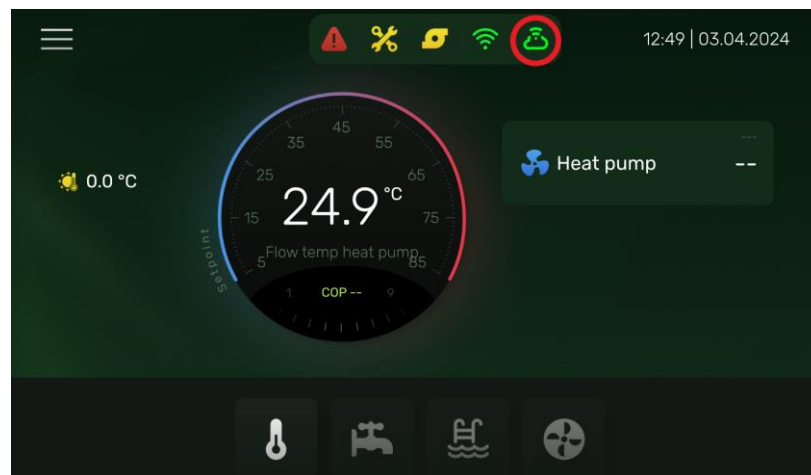 12:49 | 03.04.2024
45
35
55
---
Heat pump
--
0.0 °C
25
65
24.9 °C
15
75
Flow temp heat pump
Setpoint
5
85
1
COP --
9